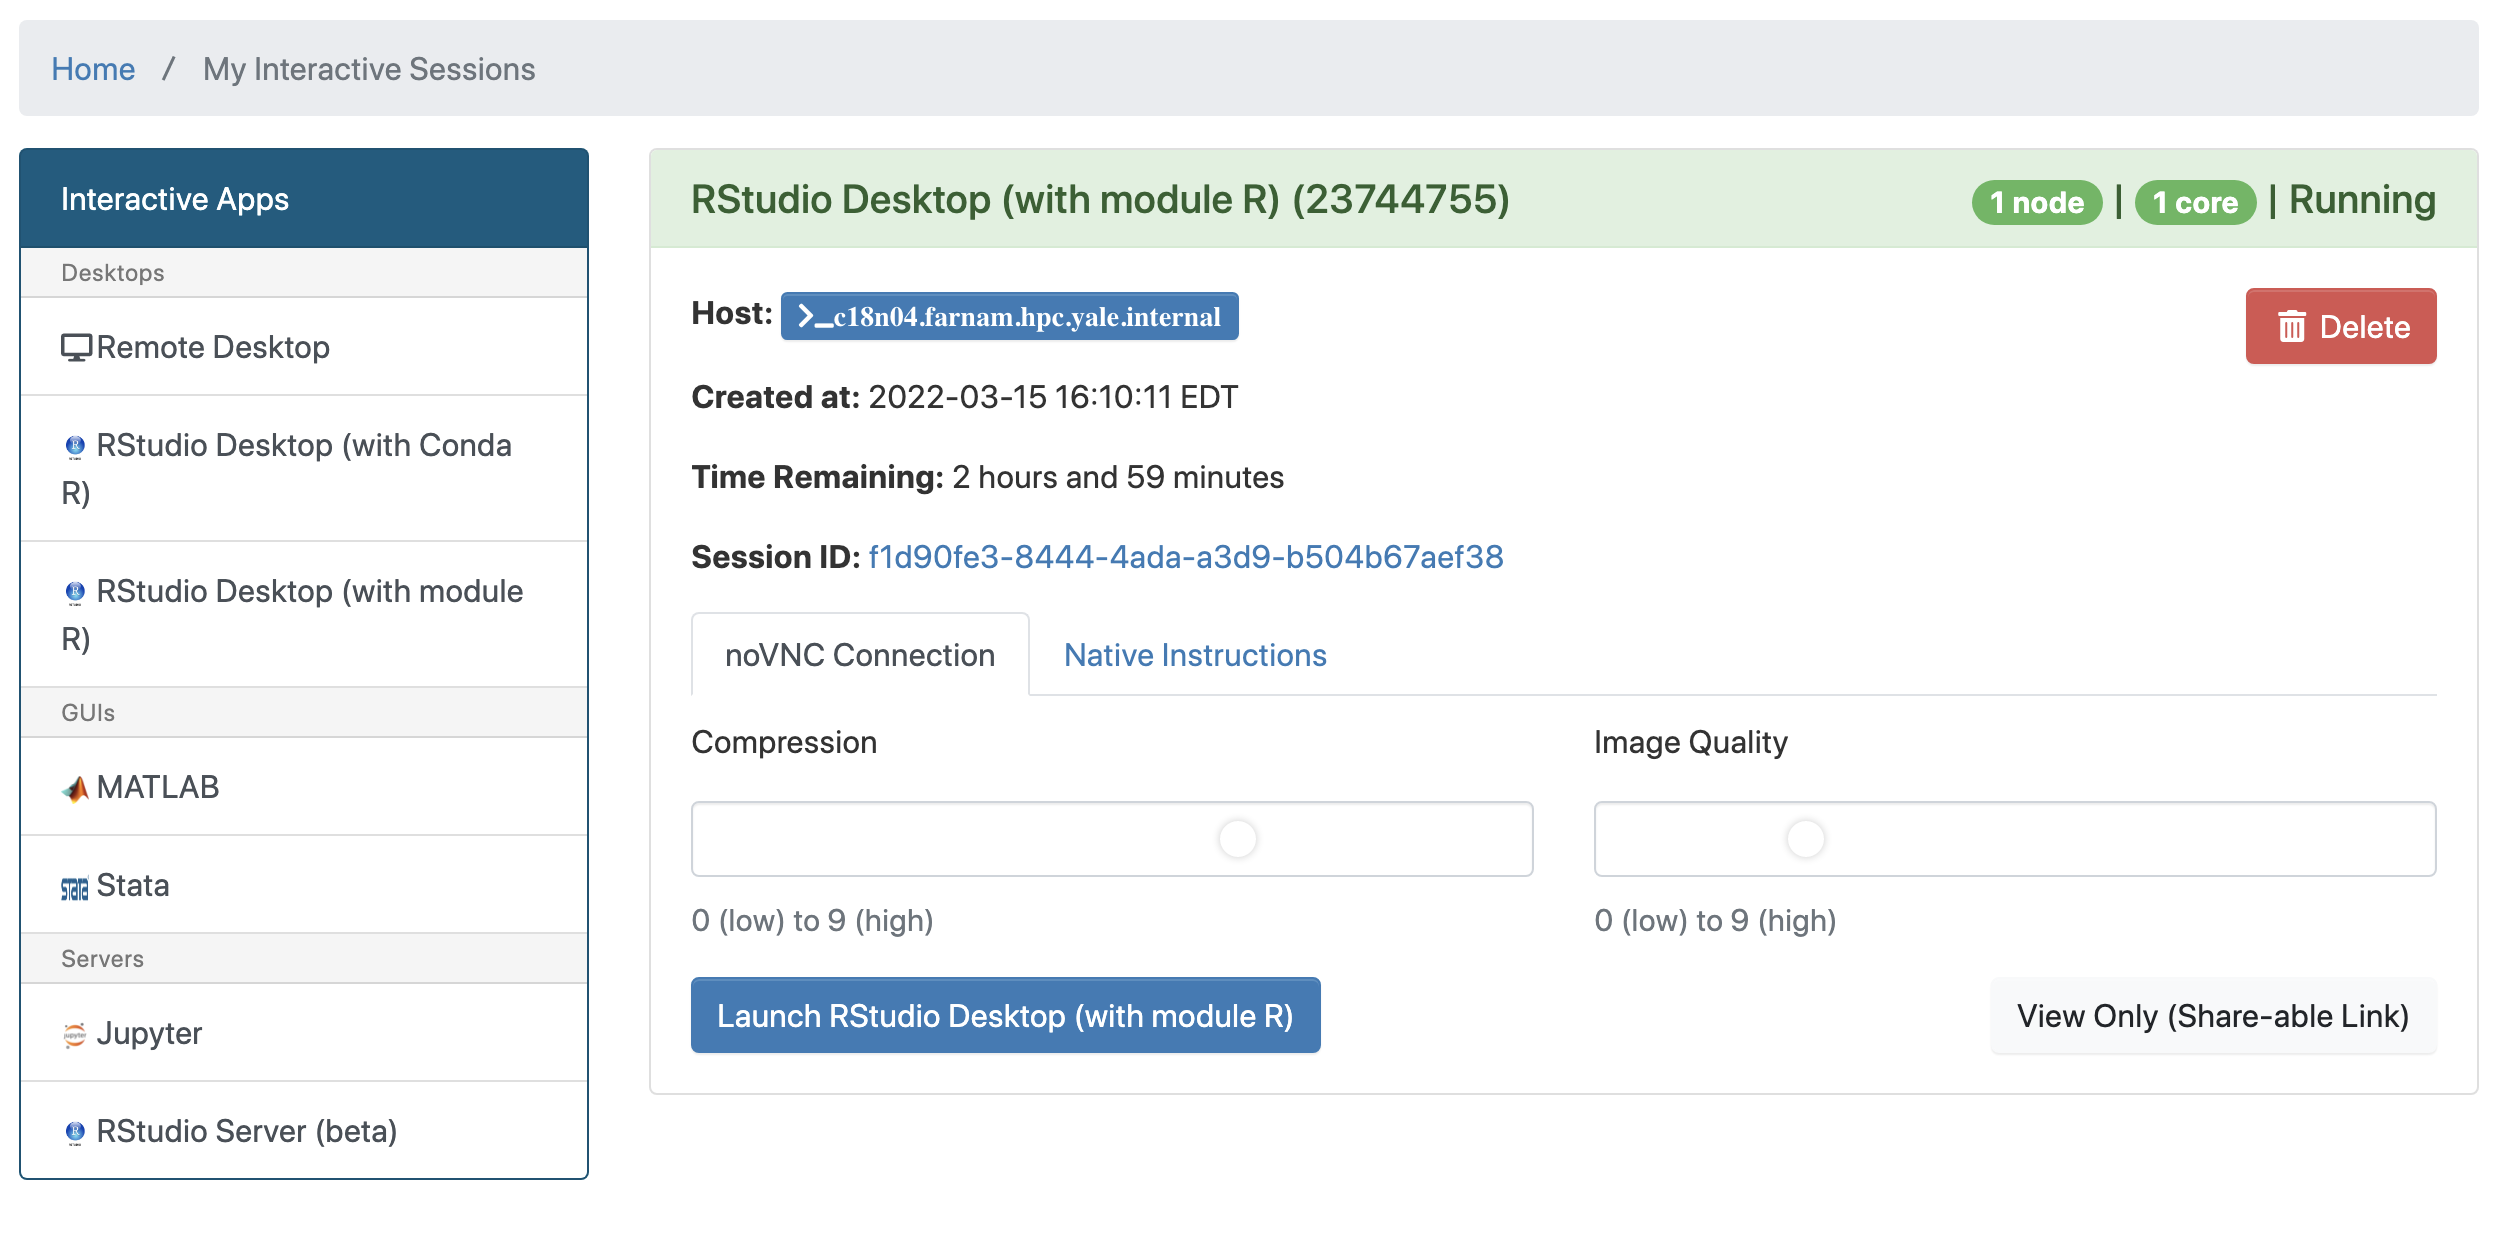 Home / My Interactive Sessions
Interactive Apps
Desktops
Remote Desktop
RStudio Desktop (with Conda
R)
RStudio Desktop (with module
R)
GUIs
MATLAB
Stata
Servers
Jupyter
RStudio Server (beta)
RStudio Desktop (with module R) (23744755) 1 node | 1 core | Running
Host: >_c18n04.farnam.hpc.yale.internal
Delete
Created at: 2022-03-15 16:10:11 EDT
Time Remaining: 2 hours and 59 minutes
Session ID: f1d90fe3-8444-4ada-a3d9-b504b67aef38
noVNC Connection Native Instructions
Compression Image Quality
0 (low) to 9 (high) 0 (low) to 9 (high)
Launch RStudio Desktop (with module R) View Only (Share-able Link)